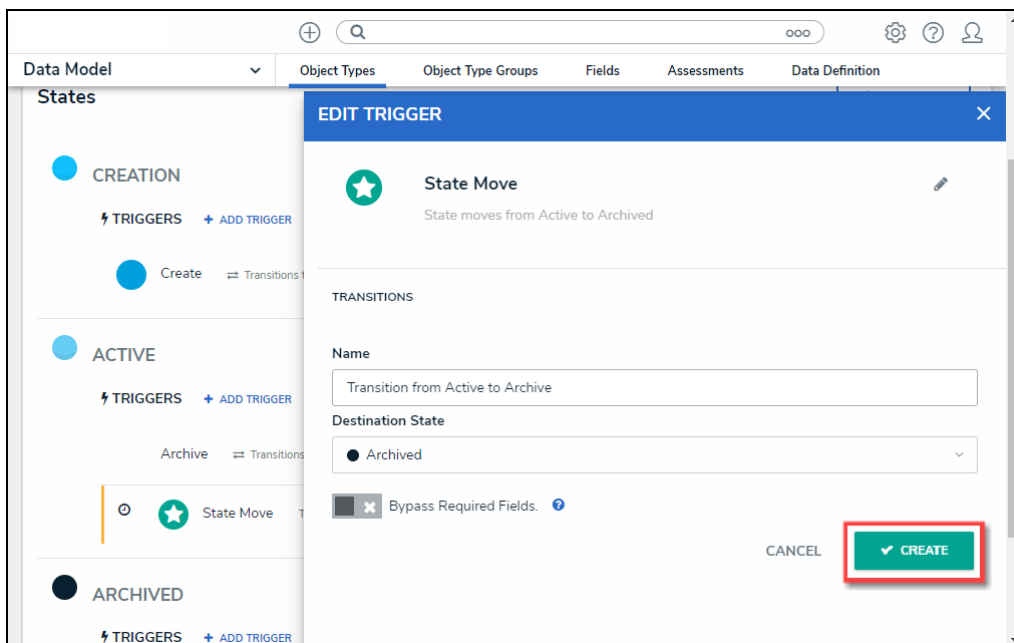 Data Model
Object Types
Object Type Groups
Fields
Assessments
Data Definition
States
CREATION
TRIGGERS
+ ADD TRIGGER
Create
Transitions
ACTIVE
TRIGGERS
+ ADD TRIGGER
Archive
Transitions
State Move
ARCHIVED
TRIGGERS
+ ADD TRIGGER
EDIT TRIGGER
State Move
State moves from Active to Archived
TRANSITIONS
Name
Transition from Active to Archive
Destination State
Archived
Bypass Required Fields.
CANCEL
CREATE